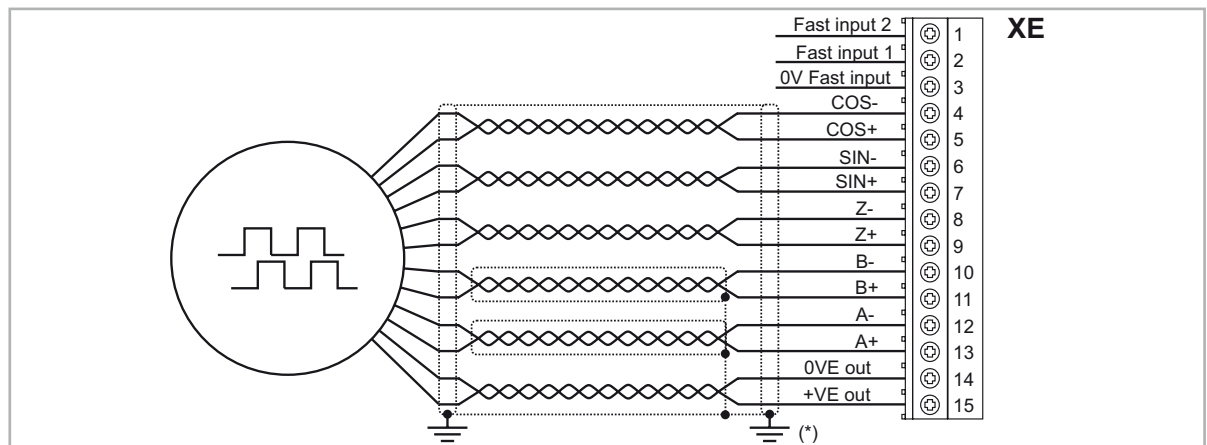 XE
Fast input 2 1
Fast input 1 2
0V Fast input 3
COS- 4
COS+ 5
SIN- 6
SIN+ 7
Z- 8
Z+ 9
B- 10
B+ 11
A- 12
A+ 13
0VE out 14
+VE out 15
(*)